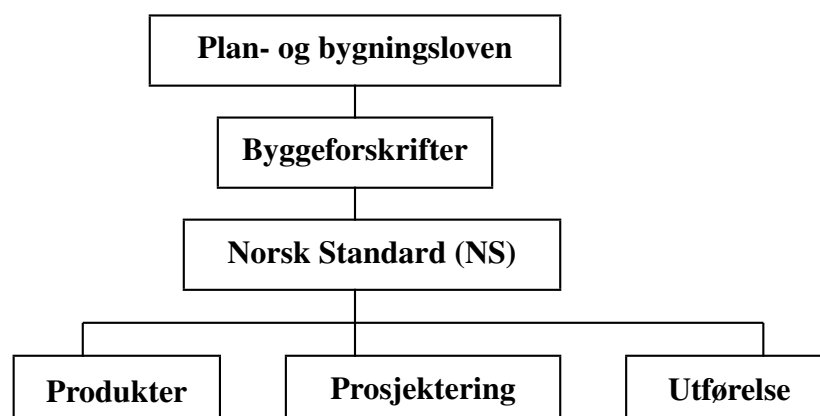 Plan- og bygningsloven
Byggeforskrifter
Norsk Standard (NS)
Produkter
Prosjektering
Utførelse